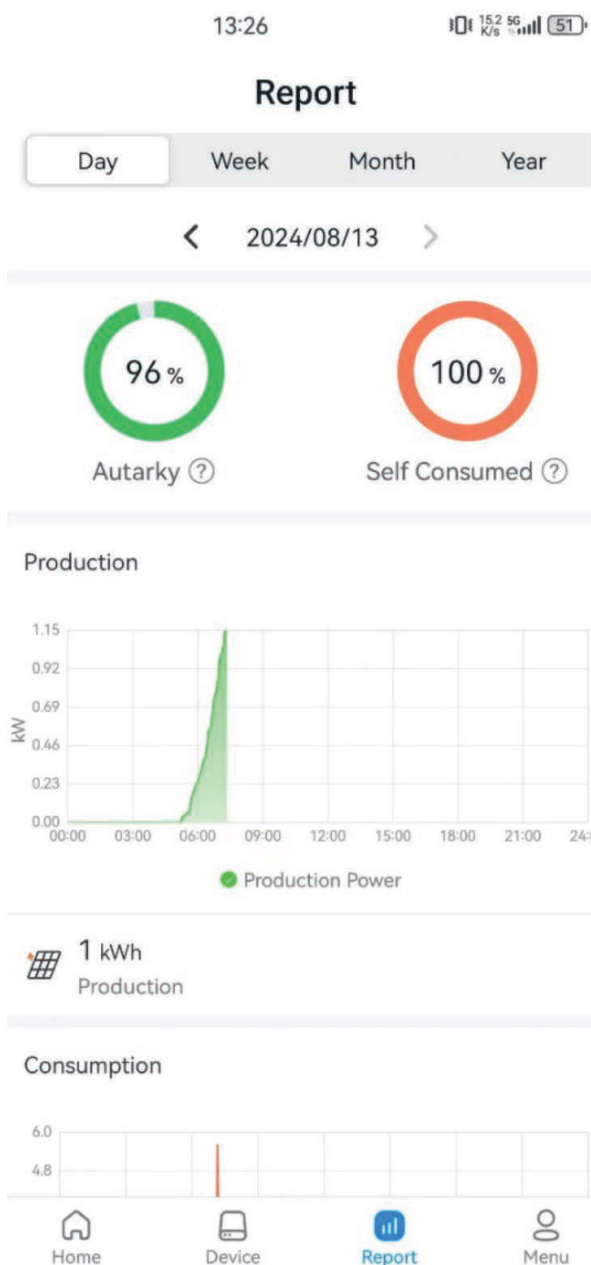 13:26 15.2 K/s 5G 51
Report
Day Week Month Year
2024/08/13
96 % 100 %
Autarky ? Self Consumed ?
Production
1.15
0.92
0.69
kW
0.46
0.23
0.00
00:00 03:00 06:00 09:00 12:00 15:00 18:00 21:00 24:
Production Power
1 kWh
Production
Consumption
6.0
4.8
Home Device Report Menu